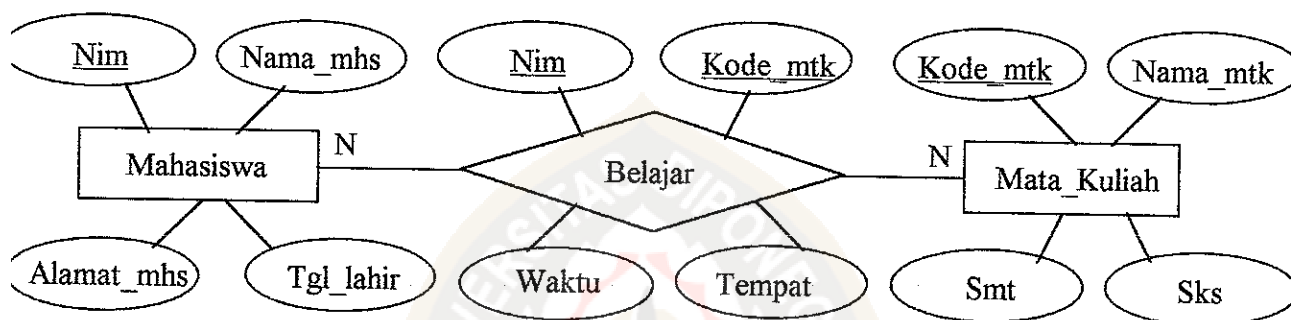 Nim Nama_mhs Nim Kode_mtk Kode_mtk Nama_mtk
Mahasiswa N Belajar N Mata_Kuliah
Alamat_mhs Tgl_lahir Waktu Tempat Smt Sks